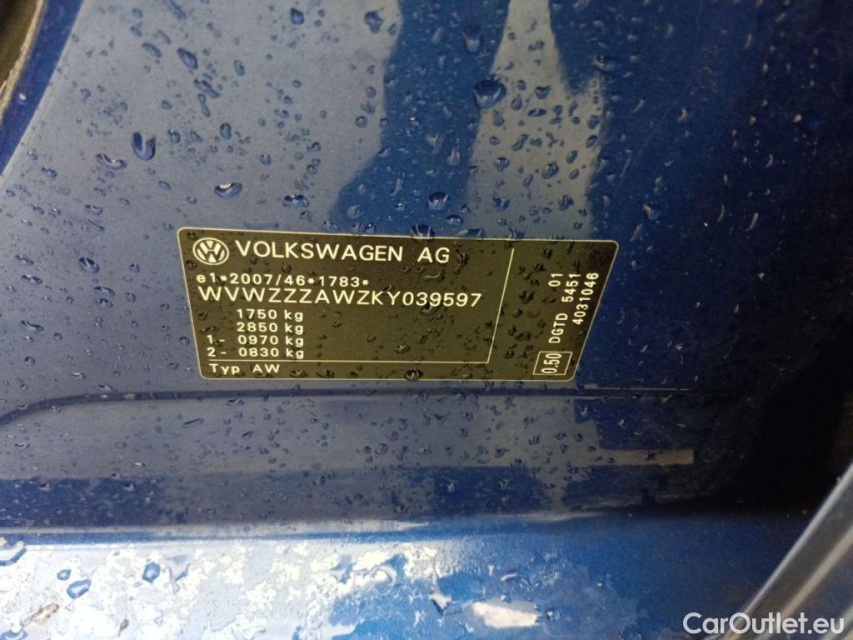 VOLKSWAGEN AG
e1*2007/46*1783*
WVWZZZAWZKY039597
1750 kg
2850 kg
1- 0970 kg
2- 0830 kg
Typ AW
0.50 DGTD 5451 01
4031046
CarOutlet.eu